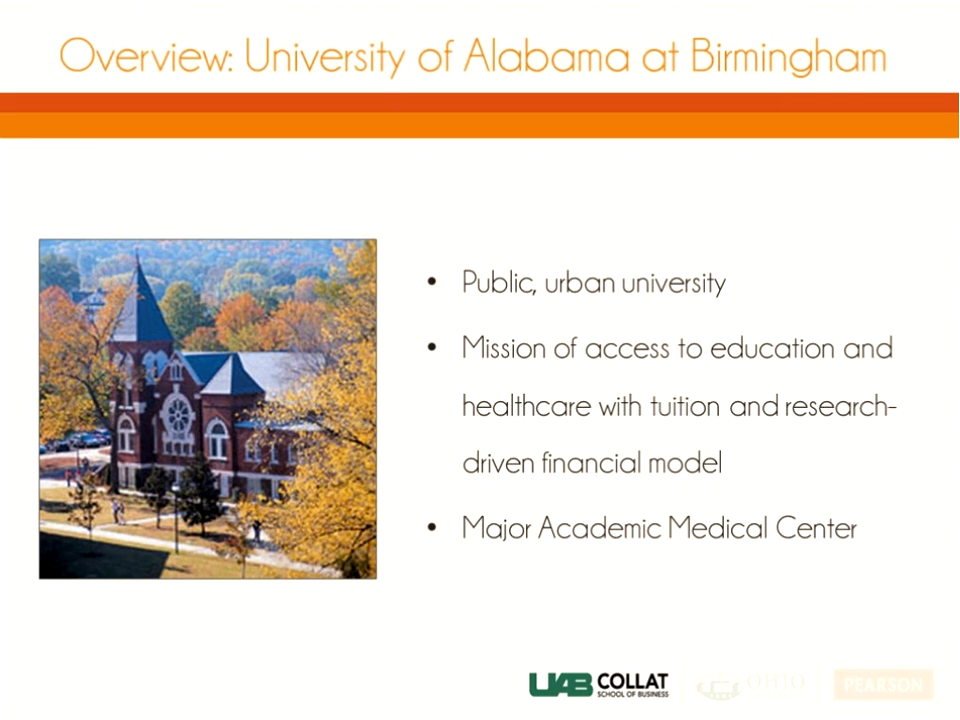 Overview: University of Alabama at Birmingham
• Public, urban university
• Mission of access to education and
healthcare with tuition and research-
driven financial model
• Major Academic Medical Center
UAB COLLAT
SCHOOL OF BUSINESS
OHIO
PEARSON